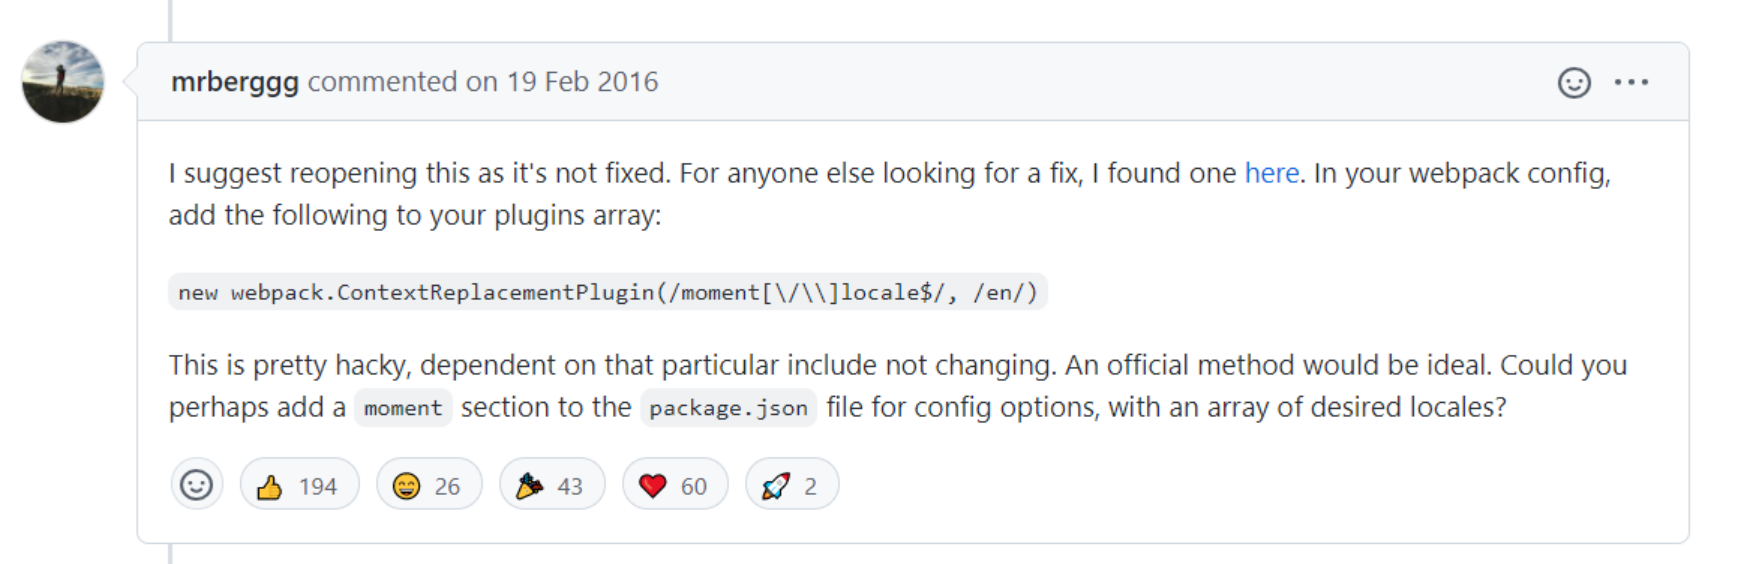 mrberggg commented on 19 Feb 2016
I suggest reopening this as it's not fixed. For anyone else looking for a fix, I found one here. In your webpack config,
add the following to your plugins array:
new webpack.ContextReplacementPlugin(/moment[\/\\]locale$/, /en/)
This is pretty hacky, dependent on that particular include not changing. An official method would be ideal. Could you
perhaps add a moment section to the package.json file for config options, with an array of desired locales?
194 26 43 60 2